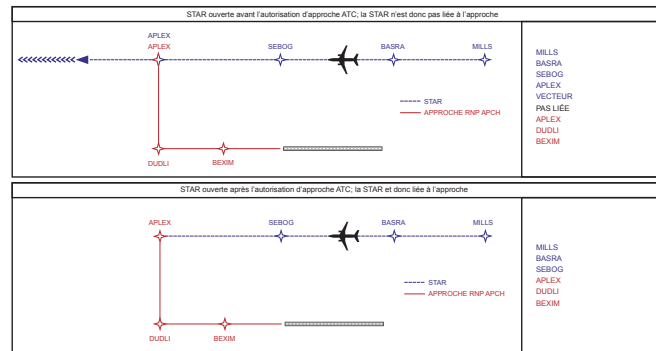 STAR ouverte avant l'autorisation d'approche ATC; la STAR n'est donc pas liée à l'approche
APLEX
APLEX
SEBOG
BASRA
MILLS
STAR
APPROCHE RNP APCH
DUDLI
BEXIM
MILLS
BASRA
SEBOG
APLEX
VECTEUR
PAS LIÉE
APLEX
DUDLI
BEXIM
STAR ouverte après l'autorisation d'approche ATC; la STAR et donc liée à l'approche
APLEX
SEBOG
BASRA
MILLS
STAR
APPROCHE RNP APCH
DUDLI
BEXIM
MILLS
BASRA
SEBOG
APLEX
DUDLI
BEXIM